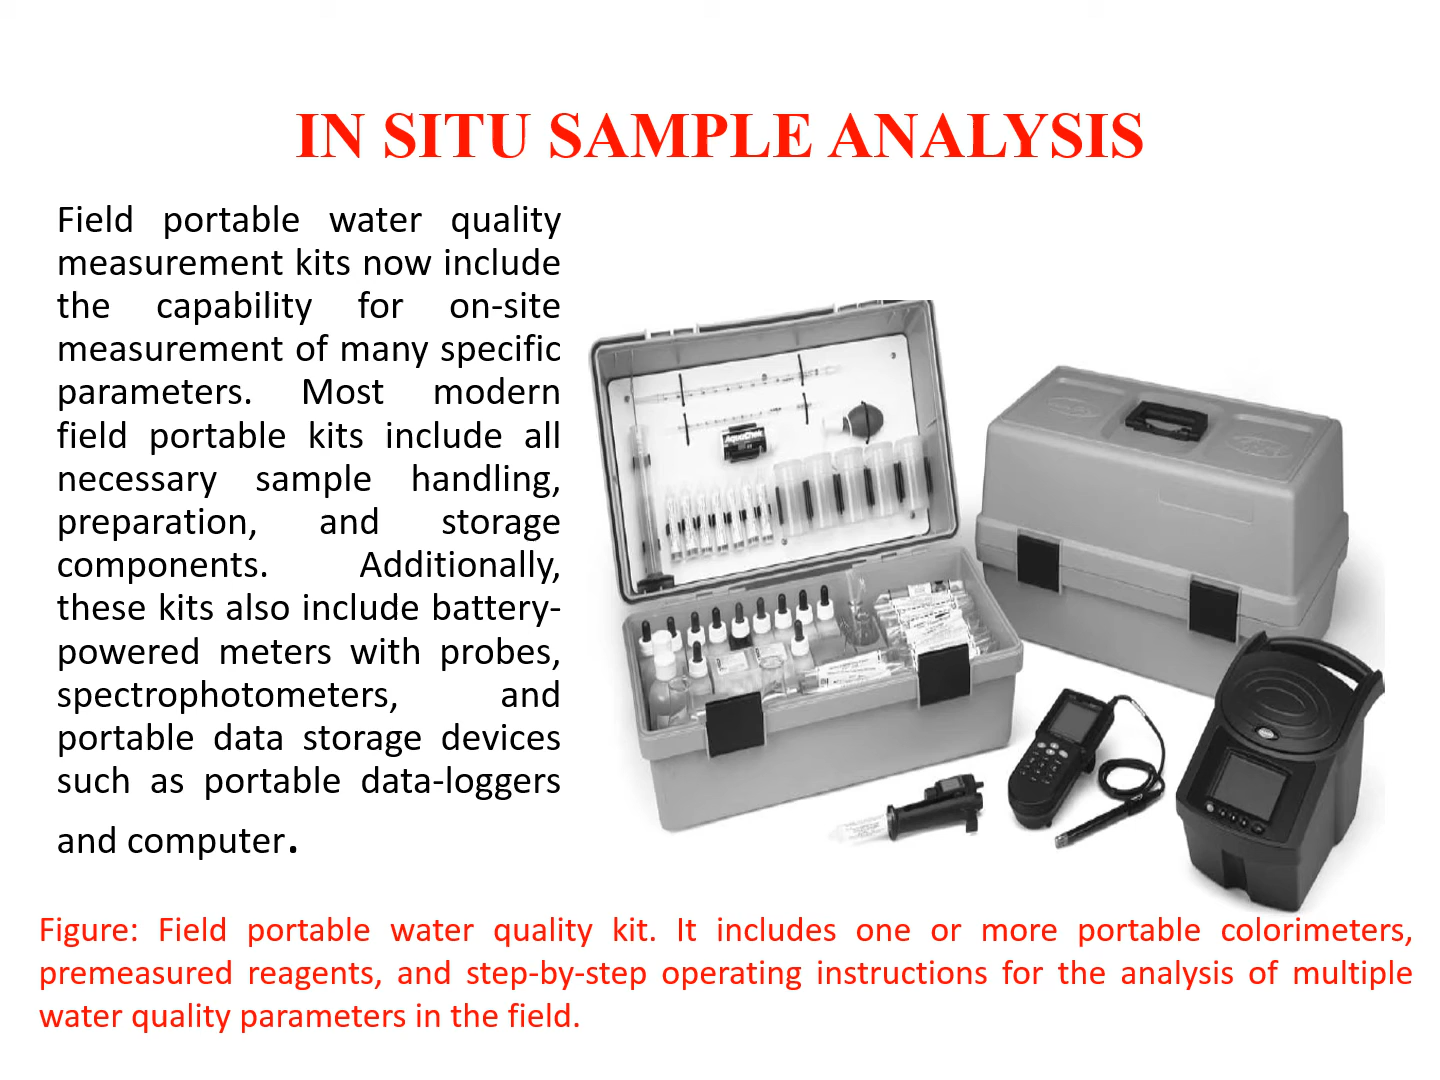 IN SITU SAMPLE ANALYSIS
Field portable water quality
measurement kits now include
the capability for on-site
measurement of many specific
parameters. Most modern
field portable kits include all
necessary sample handling,
preparation, and storage
components. Additionally,
these kits also include battery-
powered meters with probes,
spectrophotometers, and
portable data storage devices
such as portable data-loggers
and computer.
AquaChek
Figure: Field portable water quality kit. It includes one or more portable colorimeters,
premeasured reagents, and step-by-step operating instructions for the analysis of multiple
water quality parameters in the field.